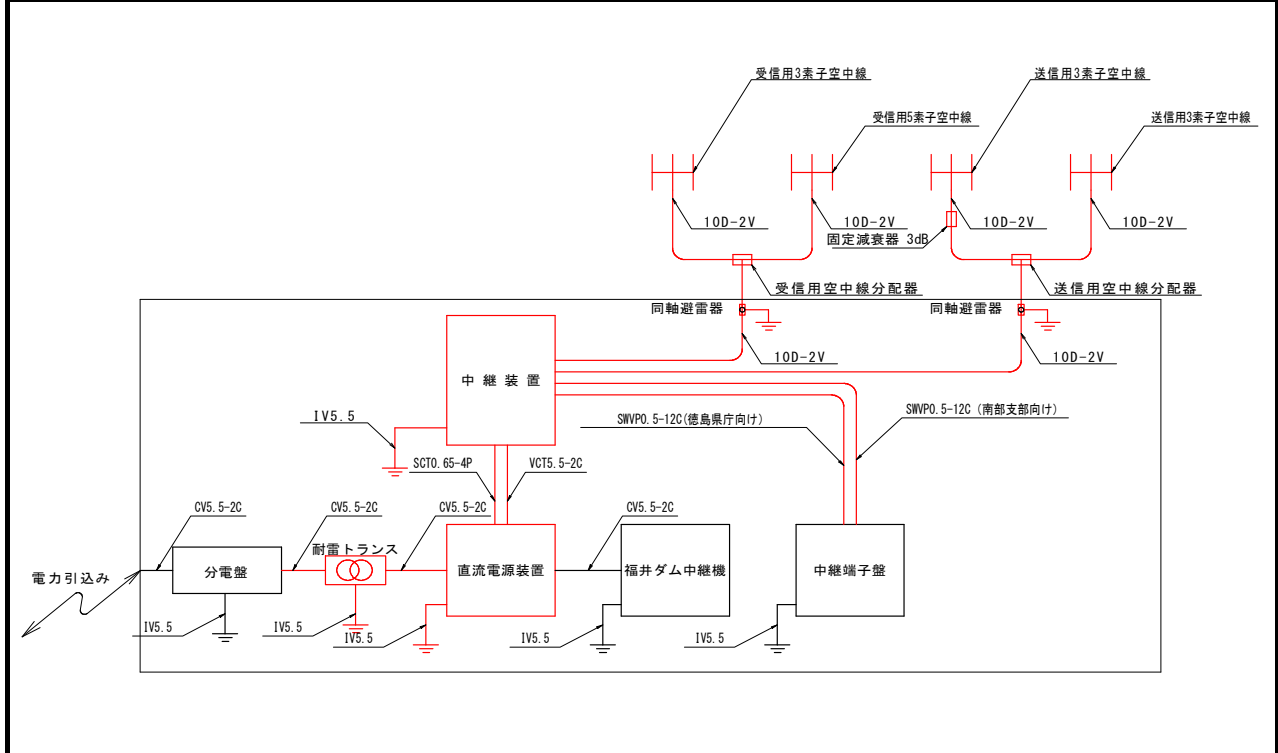 受信用3素子空中線
送信用3素子空中線
受信用5素子空中線
送信用3素子空中線
10D-2V
10D-2V
10D-2V
10D-2V
固定減衰器 3dB
受信用空中線分配器
送信用空中線分配器
同軸避雷器
同軸避雷器
10D-2V
10D-2V
中継装置
IV5.5
SWVP0.5-12C(徳島県庁向け)
SWVP0.5-12C (南部支部向け)
SCT0.65-4P
VCT5.5-2C
CV5.5-2C
CV5.5-2C
CV5.5-2C
CV5.5-2C
耐雷トランス
電力引込み
分電盤
直流電源装置
福井ダム中継機
中継端子盤
IV5.5
IV5.5
IV5.5
IV5.5
IV5.5